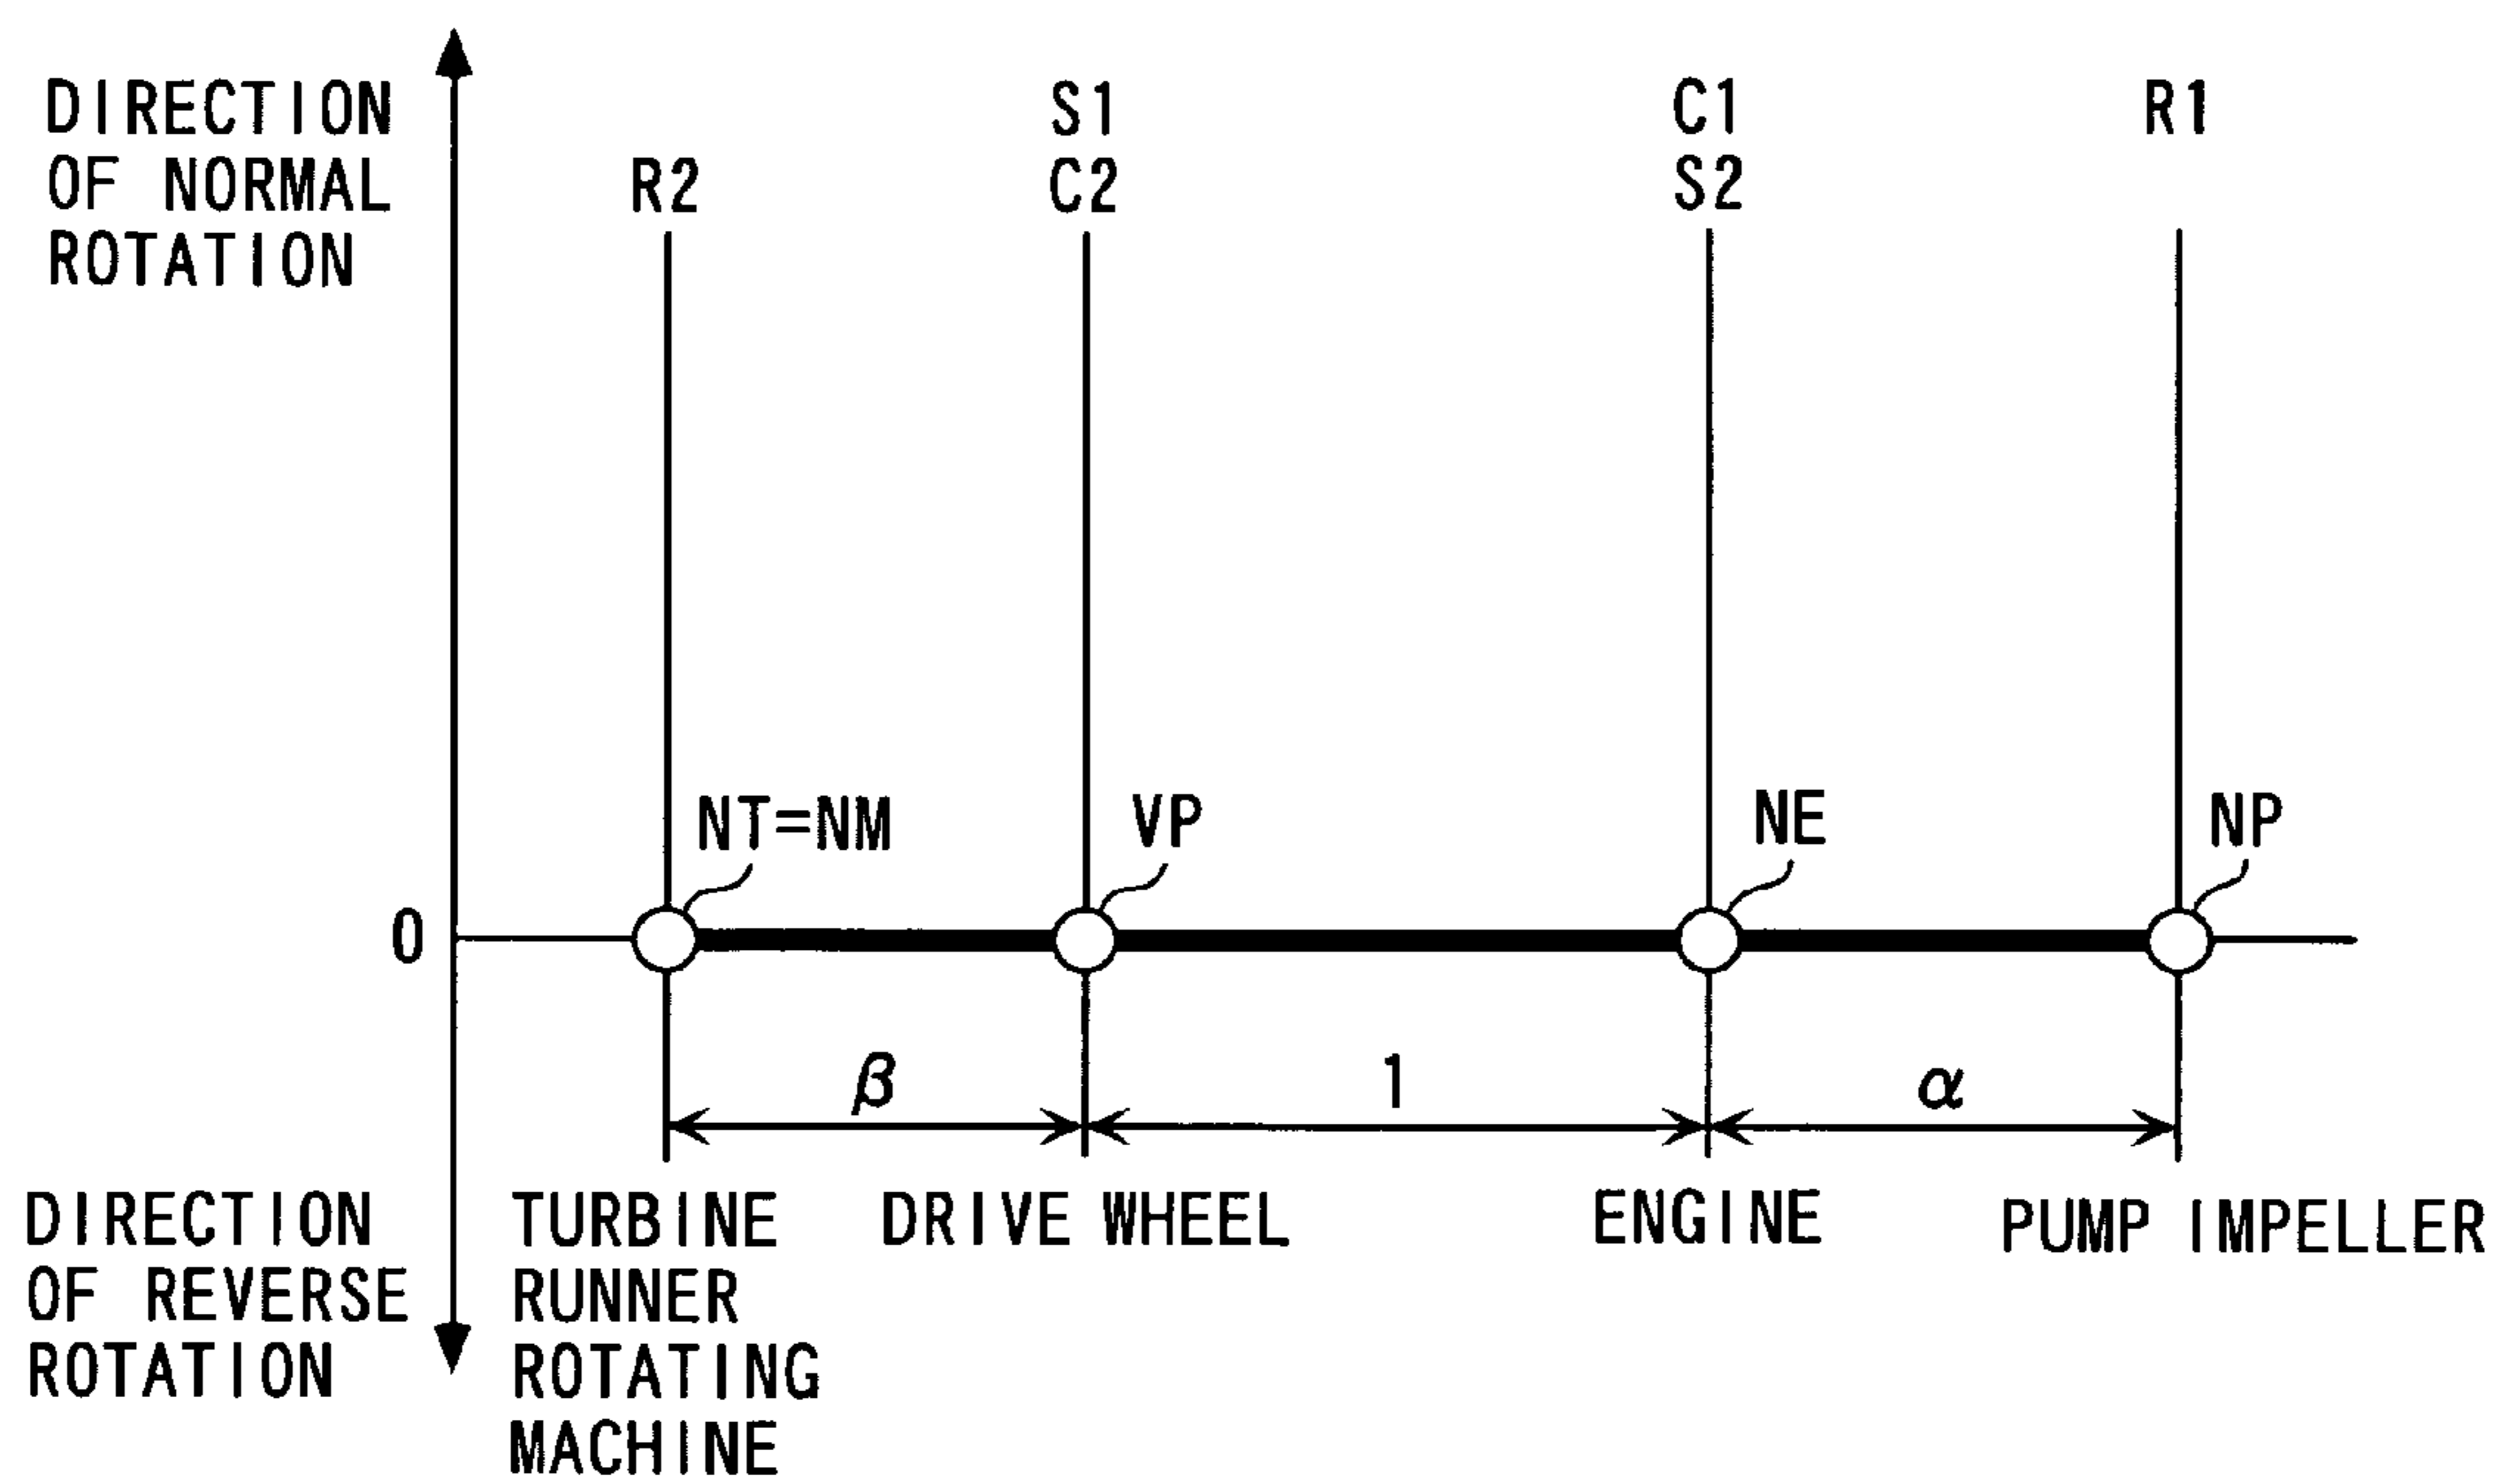 DIRECTION
OF NORMAL
ROTATION
R2
S1
C2
C1
S2
R1
NT=NM
VP
NE
NP
0
β
1
α
DIRECTION
OF REVERSE
ROTATION
TURBINE
RUNNER
ROTATING
MACHINE
DRIVE WHEEL
ENGINE
PUMP IMPELLER